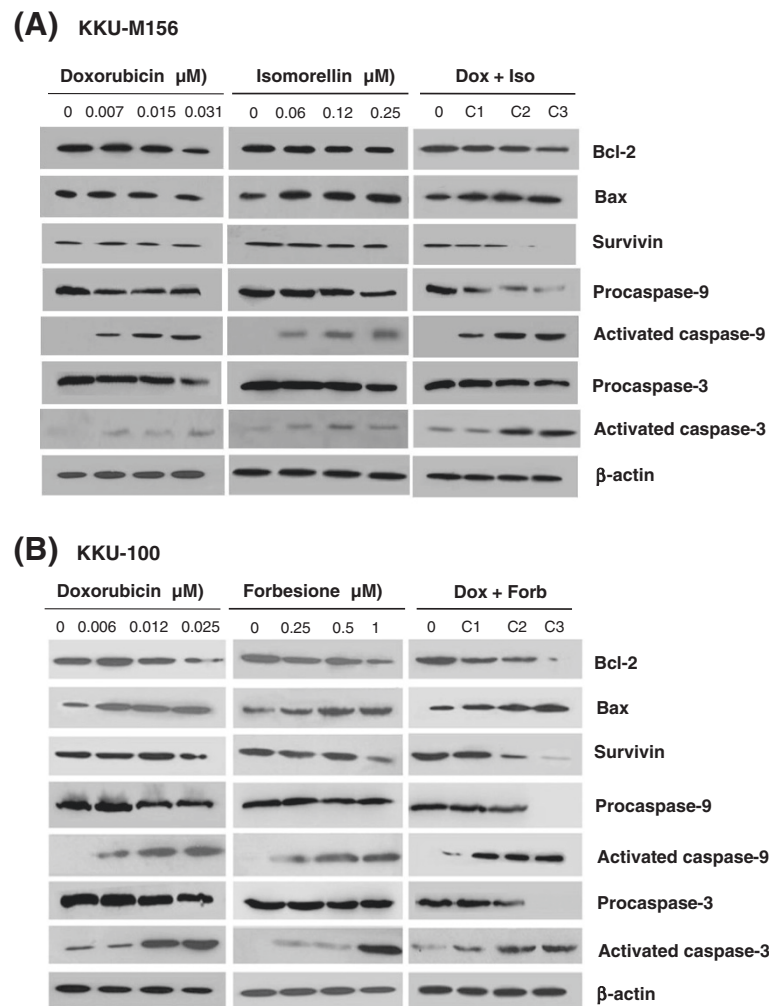 (A) KKU-M156
Doxorubicin µM) Isomorellin µM) Dox + Iso
0 0.007 0.015 0.031 0 0.06 0.12 0.25 0 C1 C2 C3
Bcl-2
Bax
Survivin
Procaspase-9
Activated caspase-9
Procaspase-3
Activated caspase-3
β-actin
(B) KKU-100
Doxorubicin µM) Forbesione µM) Dox + Forb
0 0.006 0.012 0.025 0 0.25 0.5 1 0 C1 C2 C3
Bcl-2
Bax
Survivin
Procaspase-9
Activated caspase-9
Procaspase-3
Activated caspase-3
β-actin